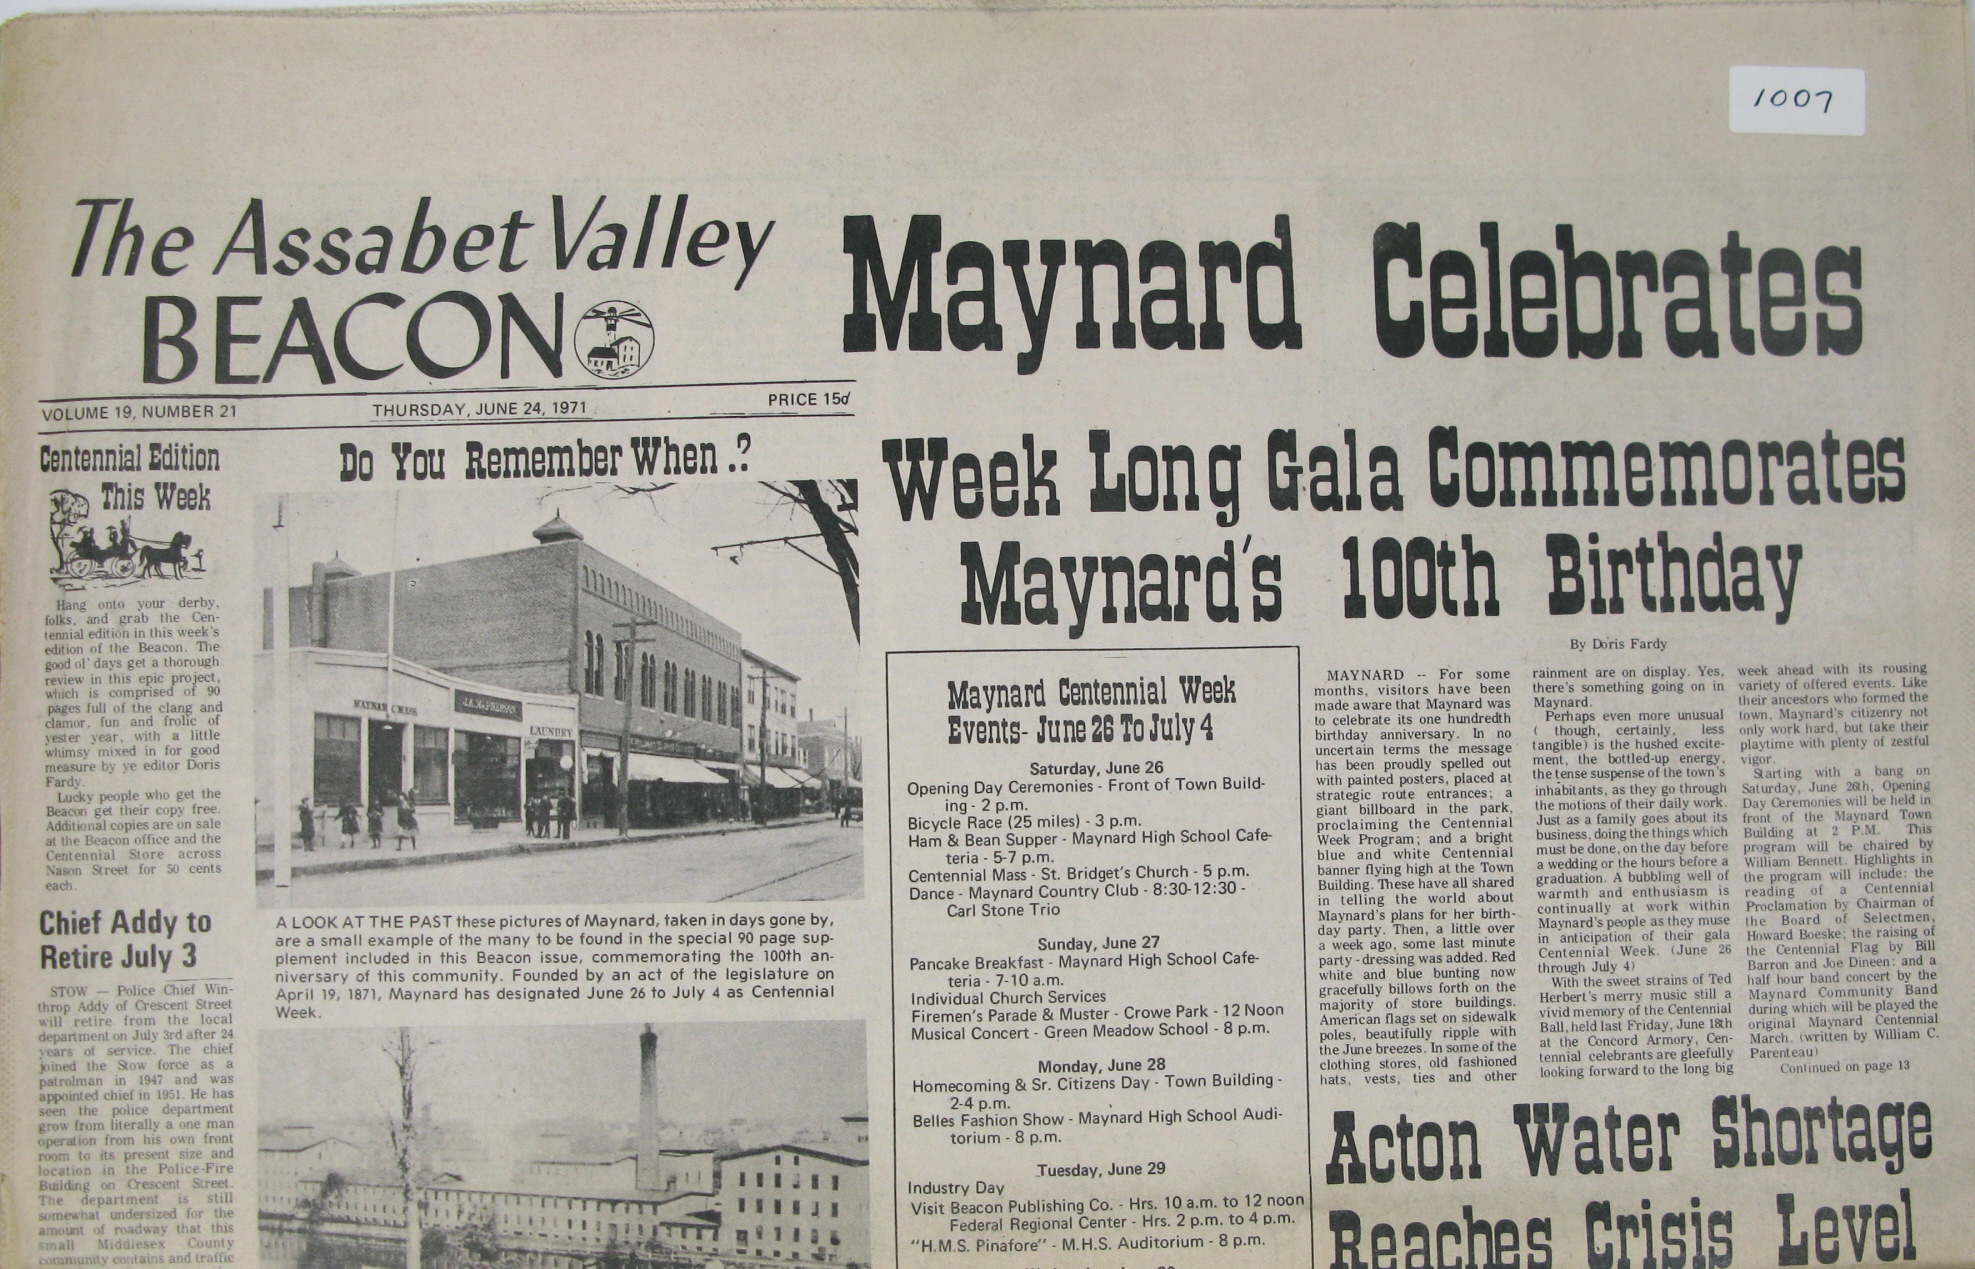 1007
The Assabet Valley
BEACON
VOLUME 19, NUMBER 21
THURSDAY, JUNE 24, 1971
PRICE 15¢
Maynard Celebrates
Week Long Gala Commemorates
Maynard's 100th Birthday
Centennial Edition
This Week
Hang onto your derby,
folks, and grab the Cen-
tennial edition in this week's
edition of the Beacon. The
good ol' days get a thorough
review in this epic project,
which is comprised of 90
pages full of the clang and
clamor, fun and frolic of
yester year, with a little
whimsy mixed in for good
measure by ye editor Doris
Fardy.
Lucky people who get the
Beacon get their copy free.
Additional copies are on sale
at the Beacon office and the
Centennial Store across
Nason Street for 50 cents
each.
Chief Addy to
Retire July 3
STOW — Police Chief Win-
throp Addy of Crescent Street
will retire from the local
department on July 3rd after 24
years of service. The chief
joined the Stow force as a
patrolman in 1947 and was
appointed chief in 1951. He has
seen the police department
grow from literally a one man
operation from his own front
room to its present size and
location in the Police-Fire
Building on Crescent Street.
The department is still
somewhat undersized for the
amount of roadway that this
small Middlesex County
community contains and traffic
Do You Remember When .?
LAUNDRY
A LOOK AT THE PAST these pictures of Maynard, taken in days gone by,
are a small example of the many to be found in the special 90 page sup-
plement included in this Beacon issue, commemorating the 100th an-
niversary of this community. Founded by an act of the legislature on
April 19, 1871, Maynard has designated June 26 to July 4 as Centennial
Week.
Maynard Centennial Week
Events- June 26 To July 4
Saturday, June 26
Opening Day Ceremonies - Front of Town Build-
ing - 2 p.m.
Bicycle Race (25 miles) - 3 p.m.
Ham & Bean Supper - Maynard High School Cafe-
teria - 5-7 p.m.
Centennial Mass - St. Bridget's Church - 5 p.m.
Dance - Maynard Country Club - 8:30-12:30 -
Carl Stone Trio
Sunday, June 27
Pancake Breakfast - Maynard High School Cafe-
teria - 7-10 a.m.
Individual Church Services
Firemen's Parade & Muster - Crowe Park - 12 Noon
Musical Concert - Green Meadow School - 8 p.m.
Monday, June 28
Homecoming & Sr. Citizens Day - Town Building -
2-4 p.m.
Belles Fashion Show - Maynard High School Audi-
torium - 8 p.m.
Tuesday, June 29
Industry Day
Visit Beacon Publishing Co. - Hrs. 10 a.m. to 12 noon
Federal Regional Center - Hrs. 2 p.m. to 4 p.m.
"H.M.S. Pinafore" - M.H.S. Auditorium - 8 p.m.
By Doris Fardy
MAYNARD -- For some
months, visitors have been
made aware that Maynard was
to celebrate its one hundredth
birthday anniversary. In no
uncertain terms the message
has been proudly spelled out
with painted posters, placed at
strategic route entrances; a
giant billboard in the park,
proclaiming the Centennial
Week Program; and a bright
blue and white Centennial
banner flying high at the Town
Building. These have all shared
in telling the world about
Maynard's plans for her birth-
day party. Then, a little over
a week ago, some last minute
party - dressing was added. Red
white and blue bunting now
gracefully billows forth on the
majority of store buildings.
American flags set on sidewalk
poles, beautifully ripple with
the June breezes. In some of the
clothing stores, old fashioned
hats, vests, ties and other
rainment are on display. Yes,
there's something going on in
Maynard.
Perhaps even more unusual
( though, certainly, less
tangible) is the hushed excite-
ment, the bottled-up energy,
the tense suspense of the town's
inhabitants, as they go through
the motions of their daily work.
Just as a family goes about its
business, doing the things which
must be done, on the day before
a wedding or the hours before a
graduation. A bubbling well of
warmth and enthusiasm is
continually at work within
Maynard's people as they muse
in anticipation of their gala
Centennial Week. (June 26
through July 4)
With the sweet strains of Ted
Herbert's merry music still a
vivid memory of the Centennial
Ball, held last Friday, June 18th
at the Concord Armory, Cen-
tennial celebrants are gleefully
looking forward to the long big
week ahead with its rousing
variety of offered events. Like
their ancestors who formed the
town, Maynard's citizenry not
only work hard, but take their
playtime with plenty of zestful
vigor.
Starting with a bang on
Saturday, June 26th, Opening
Day Ceremonies will be held in
front of the Maynard Town
Building at 2 P.M. This
program will be chaired by
William Bennett. Highlights in
the program will include: the
reading of a Centennial
Proclamation by Chairman of
the Board of Selectmen,
Howard Boeske; the raising of
the Centennial Flag by Bill
Barron and Joe Dineen: and a
half hour band concert by the
Maynard Community Band
during which will be played the
original Maynard Centennial
March. (written by William C.
Parenteau)
Continued on page 13
Acton Water Shortage
Reaches Crisis Level